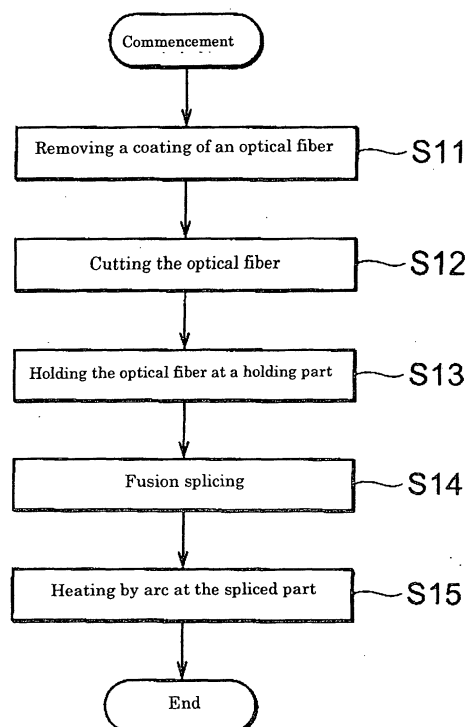 Commencement
Removing a coating of an optical fiber
S11
Cutting the optical fiber
S12
Holding the optical fiber at a holding part
S13
Fusion splicing
S14
Heating by arc at the spliced part
S15
End